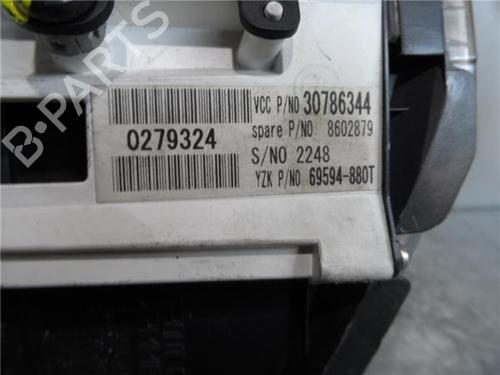 B-PARTS
VCC P/NO 30786344
spare P/NO 8602879
0279324
S/NO 2248
YZK P/NO 69594-880T